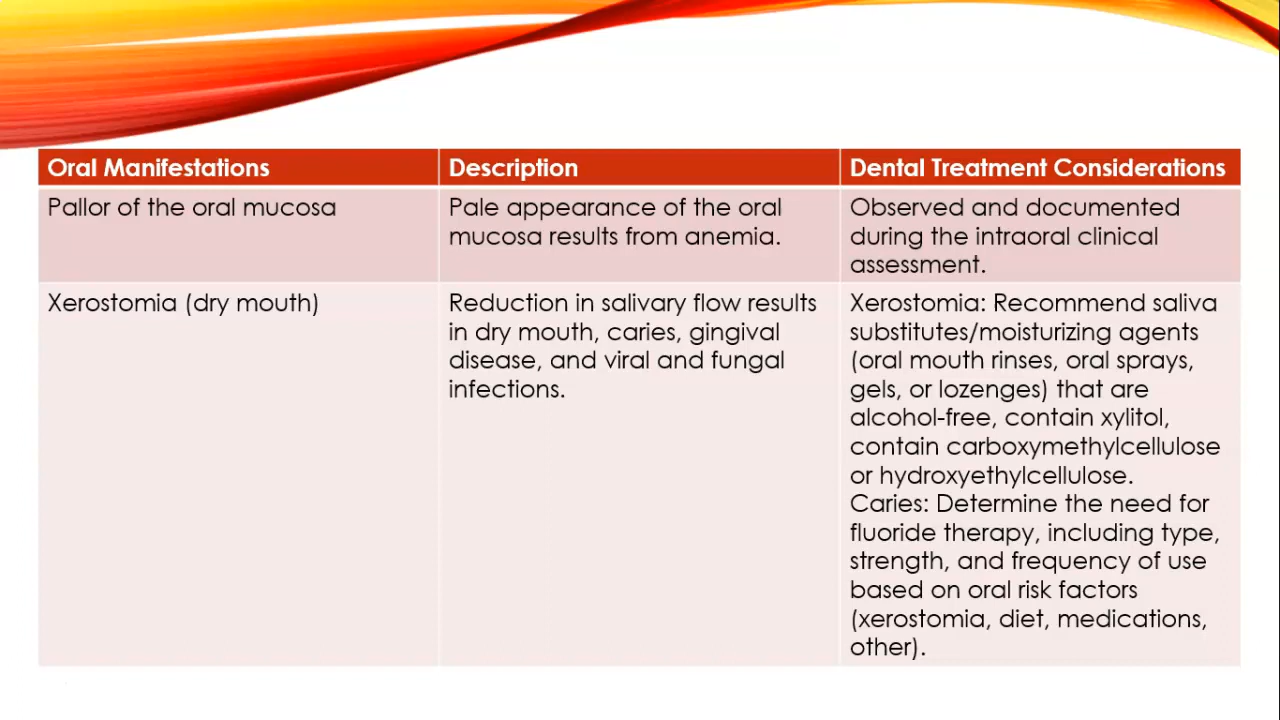 Oral Manifestations
Description
Dental Treatment Considerations
Pallor of the oral mucosa
Pale appearance of the oral
mucosa results from anemia.
Observed and documented
during the intraoral clinical
assessment.
Xerostomia (dry mouth)
Reduction in salivary flow results
in dry mouth, caries, gingival
disease, and viral and fungal
infections.
Xerostomia: Recommend saliva
substitutes/moisturizing agents
(oral mouth rinses, oral sprays,
gels, or lozenges) that are
alcohol-free, contain xylitol,
contain carboxymethylcellulose
or hydroxyethylcellulose.
Caries: Determine the need for
fluoride therapy, including type,
strength, and frequency of use
based on oral risk factors
(xerostomia, diet, medications,
other).